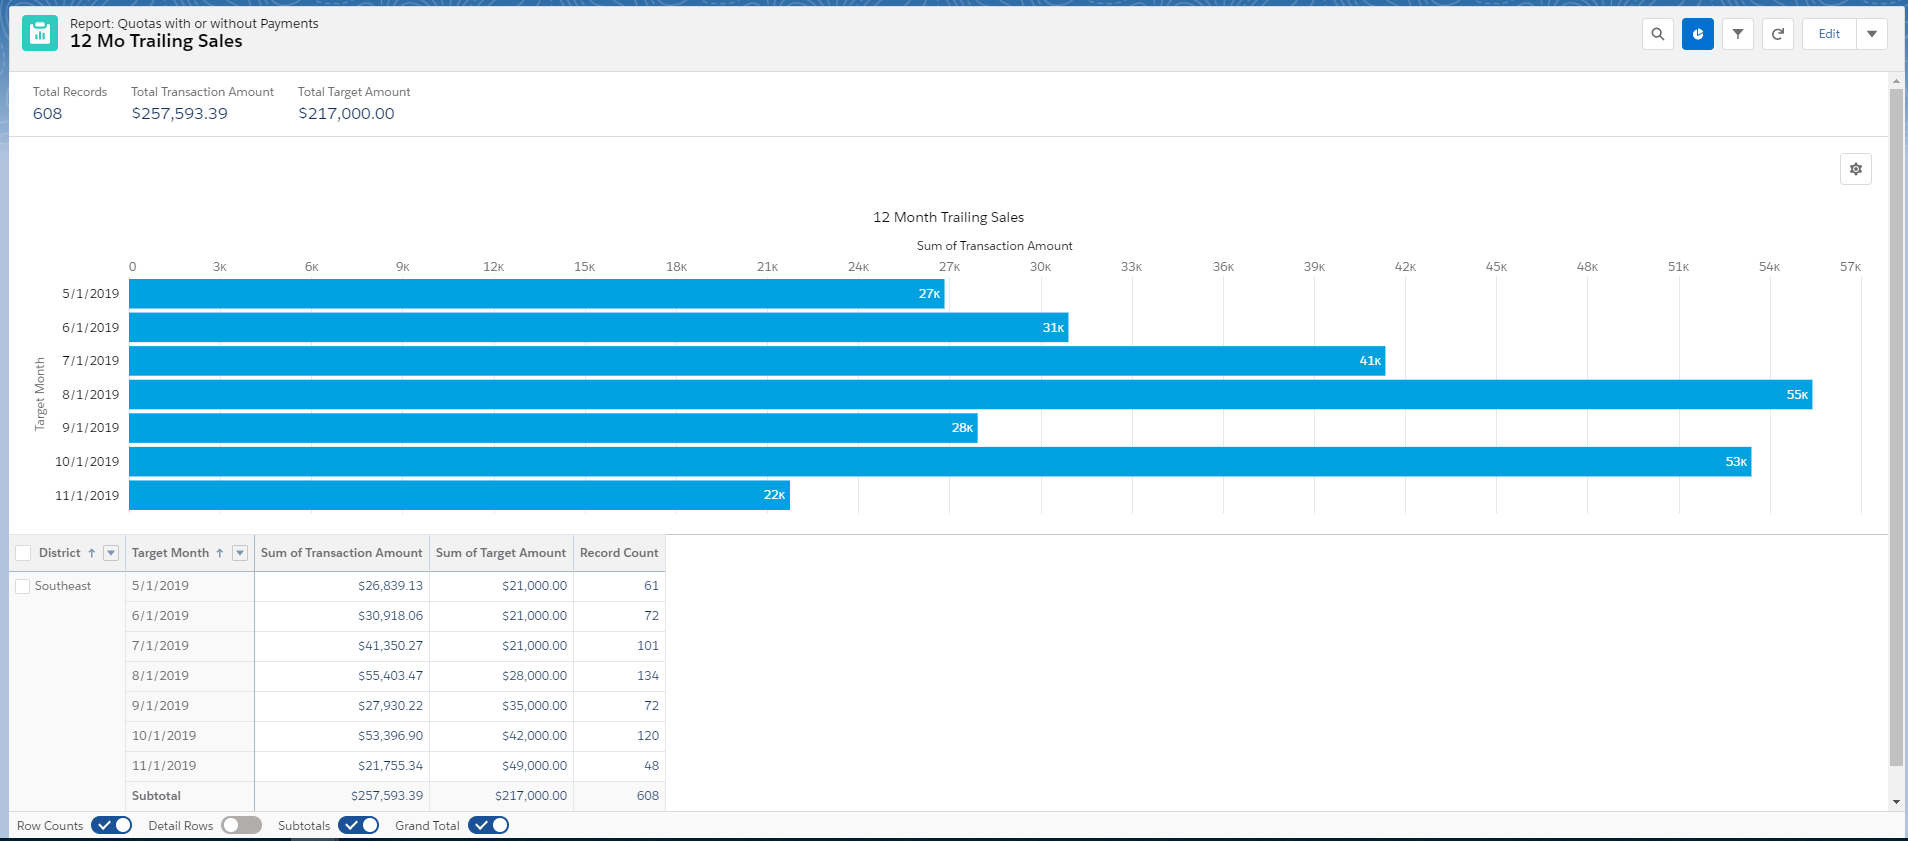 Report: Quotas with or without Payments
12 Mo Trailing Sales
Edit
Total Records Total Transaction Amount Total Target Amount
608 $257,593.39 $217,000.00
12 Month Trailing Sales
Sum of Transaction Amount
0 3K 6K 9K 12K 15K 18K 21K 24K 27K 30K 33K 36K 39K 42K 45K 48K 51K 54K 57K
Target Month
5/1/2019 27K
6/1/2019 31K
7/1/2019 41K
8/1/2019 55K
9/1/2019 28K
10/1/2019 53K
11/1/2019 22K
District ↑ Target Month ↑ Sum of Transaction Amount Sum of Target Amount Record Count
Southeast 5/1/2019 $26,839.13 $21,000.00 61
6/1/2019 $30,918.06 $21,000.00 72
7/1/2019 $41,350.27 $21,000.00 101
8/1/2019 $55,403.47 $28,000.00 134
9/1/2019 $27,930.22 $35,000.00 72
10/1/2019 $53,396.90 $42,000.00 120
11/1/2019 $21,755.34 $49,000.00 48
Subtotal $257,593.39 $217,000.00 608
Row Counts Detail Rows Subtotals Grand Total